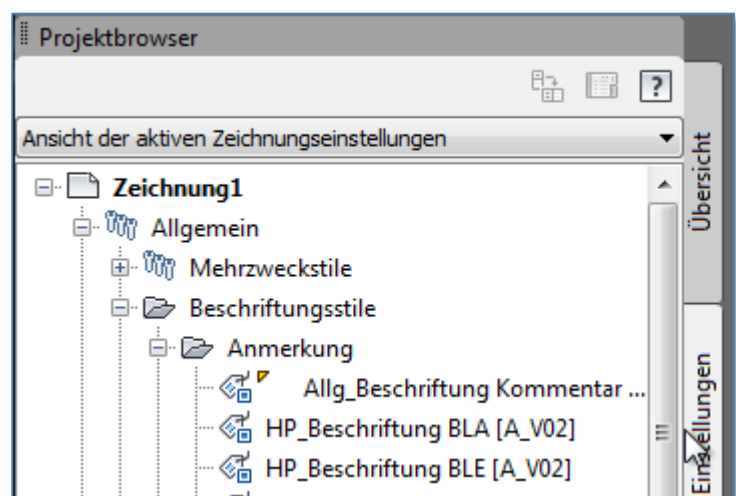 Projektbrowser
?
Ansicht der aktiven Zeichnungseinstellungen
Übersicht
Zeichnung1
Allgemein
Mehrzweckstile
Beschriftungsstile
Anmerkung
Allg_Beschriftung Kommentar ...
HP_Beschriftung BLA [A_V02]
HP_Beschriftung BLE [A_V02]
Einstellungen